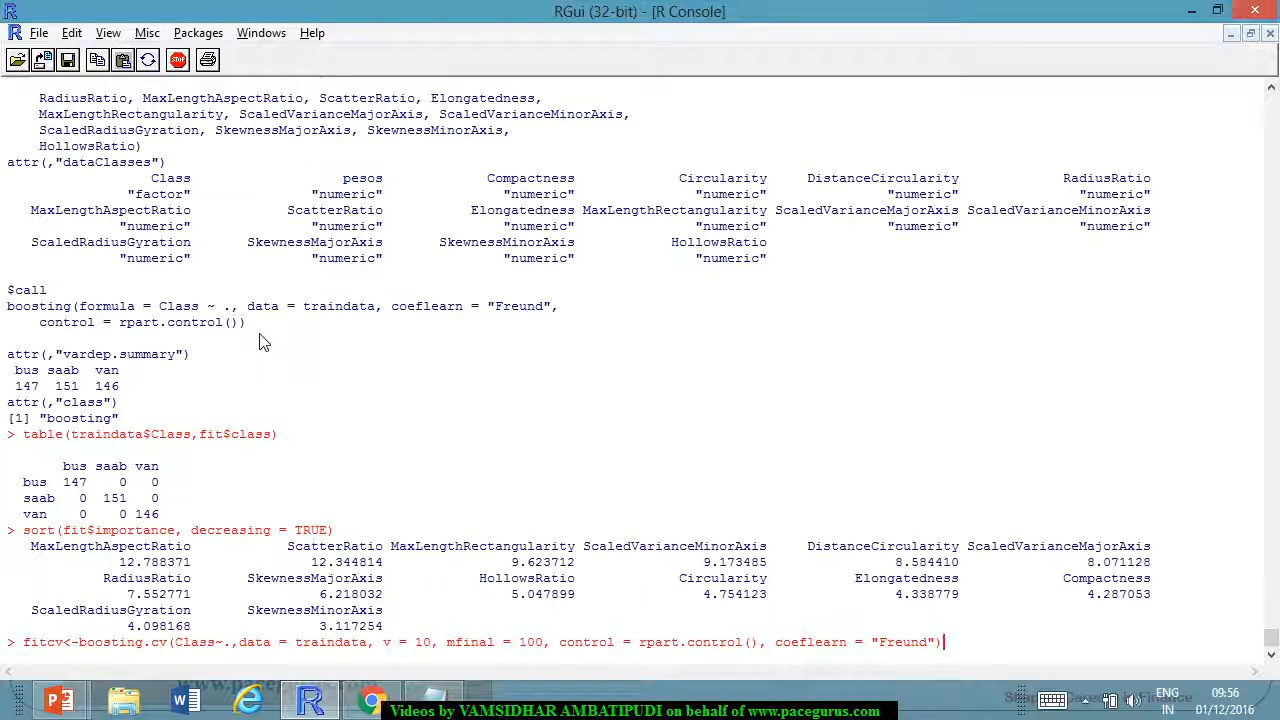 RGui (32-bit) - [R Console]
File Edit View Misc Packages Windows Help
STOP
RadiusRatio, MaxLengthAspectRatio, ScatterRatio, Elongatedness,
MaxLengthRectangularity, ScaledVarianceMajorAxis, ScaledVarianceMinorAxis,
ScaledRadiusGyration, SkewnessMajorAxis, SkewnessMinorAxis,
HollowsRatio)
attr(,"dataClasses")
Class pesos Compactness Circularity DistanceCircularity RadiusRatio
"factor" "numeric" "numeric" "numeric" "numeric" "numeric"
MaxLengthAspectRatio ScatterRatio Elongatedness MaxLengthRectangularity ScaledVarianceMajorAxis ScaledVarianceMinorAxis
"numeric" "numeric" "numeric" "numeric" "numeric" "numeric"
ScaledRadiusGyration SkewnessMajorAxis SkewnessMinorAxis HollowsRatio
"numeric" "numeric" "numeric" "numeric"
$call
boosting(formula = Class ~ ., data = traindata, coeflearn = "Freund",
control = rpart.control())
attr(,"vardep.summary")
bus saab van
147 151 146
attr(,"class")
[1] "boosting"
> table(traindata$Class,fit$class)
bus saab van
bus 147 0 0
saab 0 151 0
van 0 0 146
> sort(fit$importance, decreasing = TRUE)
MaxLengthAspectRatio ScatterRatio MaxLengthRectangularity ScaledVarianceMinorAxis DistanceCircularity ScaledVarianceMajorAxis
12.788371 12.344814 9.623712 9.173485 8.584410 8.071128
RadiusRatio SkewnessMajorAxis HollowsRatio Circularity Elongatedness Compactness
7.552771 6.218032 5.047899 4.754123 4.338779 4.287053
ScaledRadiusGyration SkewnessMinorAxis
4.098168 3.117254
> fitcv<-boosting.cv(Class~.,data = traindata, v = 10, mfinal = 100, control = rpart.control(), coeflearn = "Freund")
ENG
IN
09:56
01/12/2016
Videos by VAMSIDHAR AMBATIPUDI on behalf of www.pacegurus.com